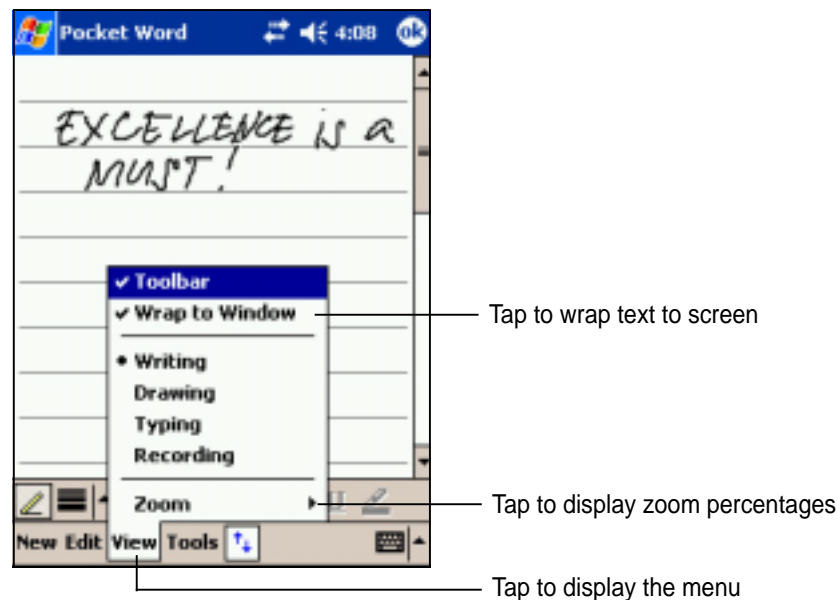 Pocket Word 4:08 ok
EXCELLENCE is a
MUST!
Toolbar
Wrap to Window
Tap to wrap text to screen
Writing
Drawing
Typing
Recording
Zoom
Tap to display zoom percentages
U
New Edit View Tools
Tap to display the menu